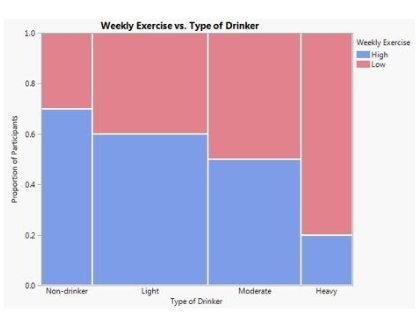 Weekly Exercise vs. Type of Drinker
Weekly Exercise
High
Low
Proportion of Participants
1.0
0.8
0.6
0.4
0.2
0.0
Non-drinker Light Moderate Heavy
Type of Drinker